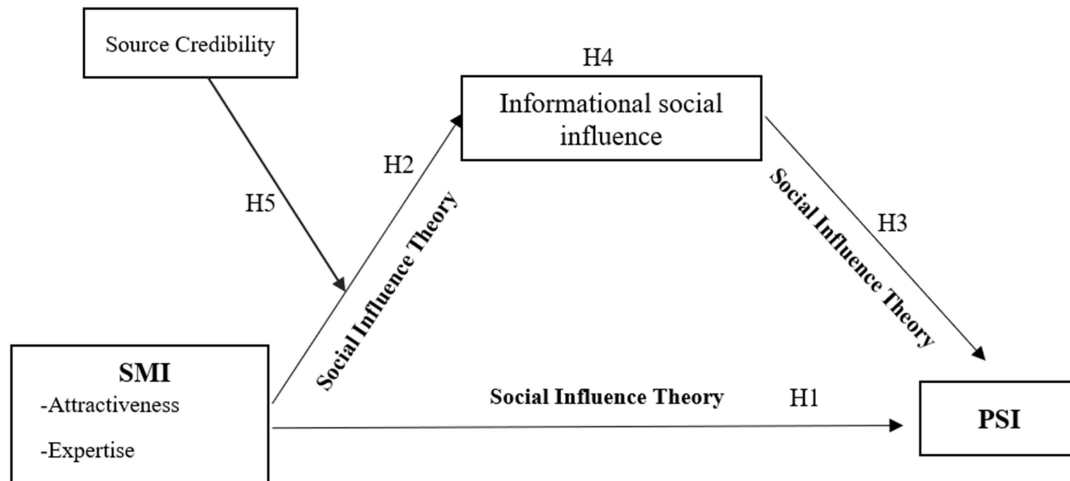 Source Credibility
H4
Informational social
influence
H2
H5
Social Influence Theory
Social Influence Theory
H3
SMI
-Attractiveness
-Expertise
Social Influence Theory
H1
PSI